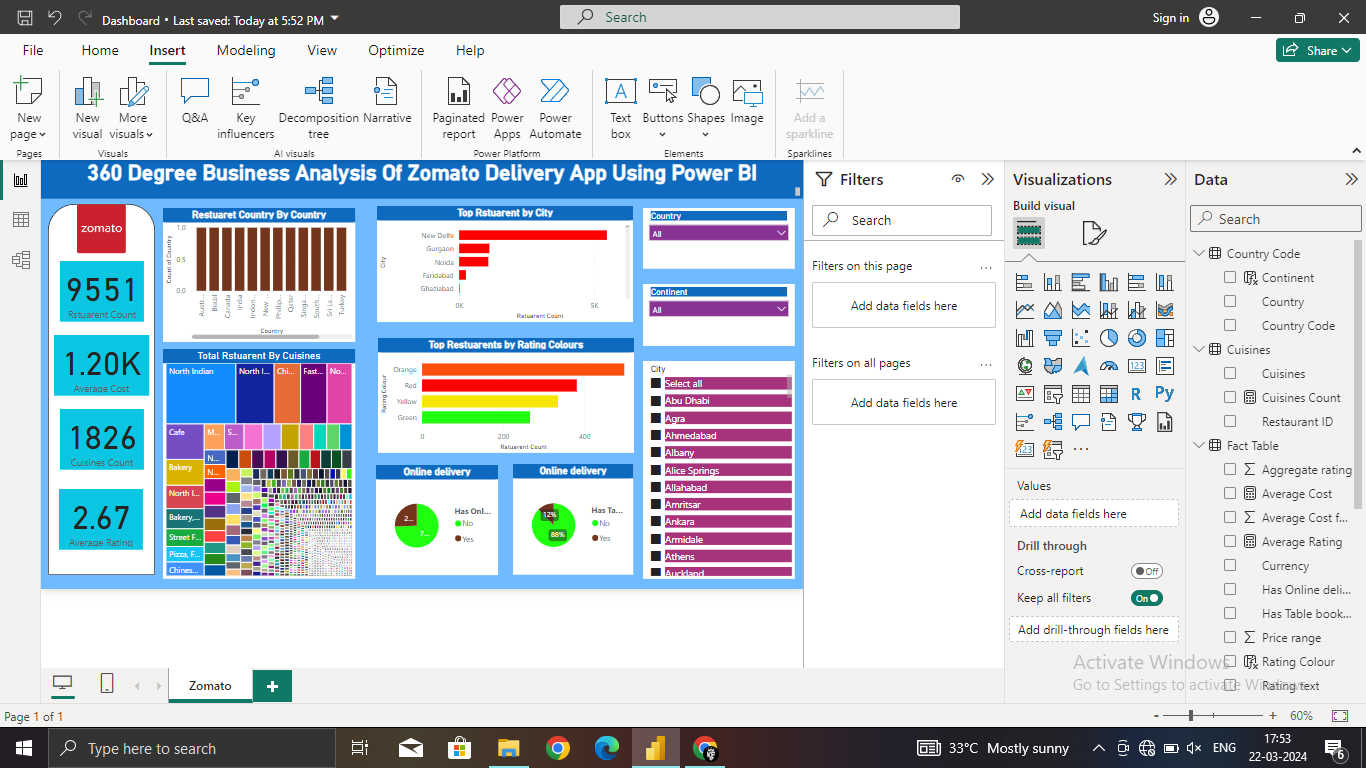 Dashboard • Last saved: Today at 5:52 PM
Search
Sign in
File
Home
Insert
Modeling
View
Optimize
Help
Share
New page
New visual
More visuals
Q&A
Key influencers
Decomposition tree
Narrative
Paginated report
Power Apps
Power Automate
Text box
Buttons
Shapes
Image
Add a sparkline
Pages
Visuals
AI visuals
Power Platform
Elements
Sparklines
360 Degree Business Analysis Of Zomato Delivery App Using Power BI
zomato
9551
Rstuarent Count
1.20K
Average Cost
1826
Cuisines Count
2.67
Average Rating
Restuaret Country By Country
Count of Country
1.0
0.5
0.0
Austr...
Brazil
Canada
India
Indon...
New ...
Phillip...
Qatar
Singa...
South...
Sri La...
Turkey
Country
Total Rstuarent By Cuisines
North Indian
North I...
Chi...
Fast...
No...
Cafe
M...
S...
Bakery
N...
N...
North I...
Bakery,...
Street F...
Pizza, F...
Chines...
Top Rstuarent by City
City
New Delhi
Gurgaon
Noida
Faridabad
Ghaziabad
0K
5K
Ratuarent Count
Top Restuarents by Rating Colours
Rating Colour
Orange
Red
Yellow
Green
0
200
400
Ratuarent Count
Online delivery
2...
7...
Has Onl...
No
Yes
Online delivery
12%
88%
Has Ta...
No
Yes
Country
All
Continent
All
City
Select all
Abu Dhabi
Agra
Ahmedabad
Albany
Alice Springs
Allahabad
Amritsar
Ankara
Armidale
Athens
Auckland
Filters
Search
Filters on this page
...
Add data fields here
Filters on all pages
...
Add data fields here
Visualizations
Build visual
123
R
Py
123
...
Values
Add data fields here
Drill through
Cross-report
Off
Keep all filters
On
Add drill-through fields here
Data
Search
Country Code
Continent
Country
Country Code
Cuisines
Cuisines
Cuisines Count
Restaurant ID
Fact Table
Aggregate rating
Average Cost
Average Cost f...
Average Rating
Currency
Has Online deli...
Has Table book...
Price range
Rating Colour
Rating text
Activate Windows
Go to Settings to activate Windows.
Zomato
+
Page 1 of 1
- + 60%
Type here to search
33°C Mostly sunny
ENG
17:53
22-03-2024
6